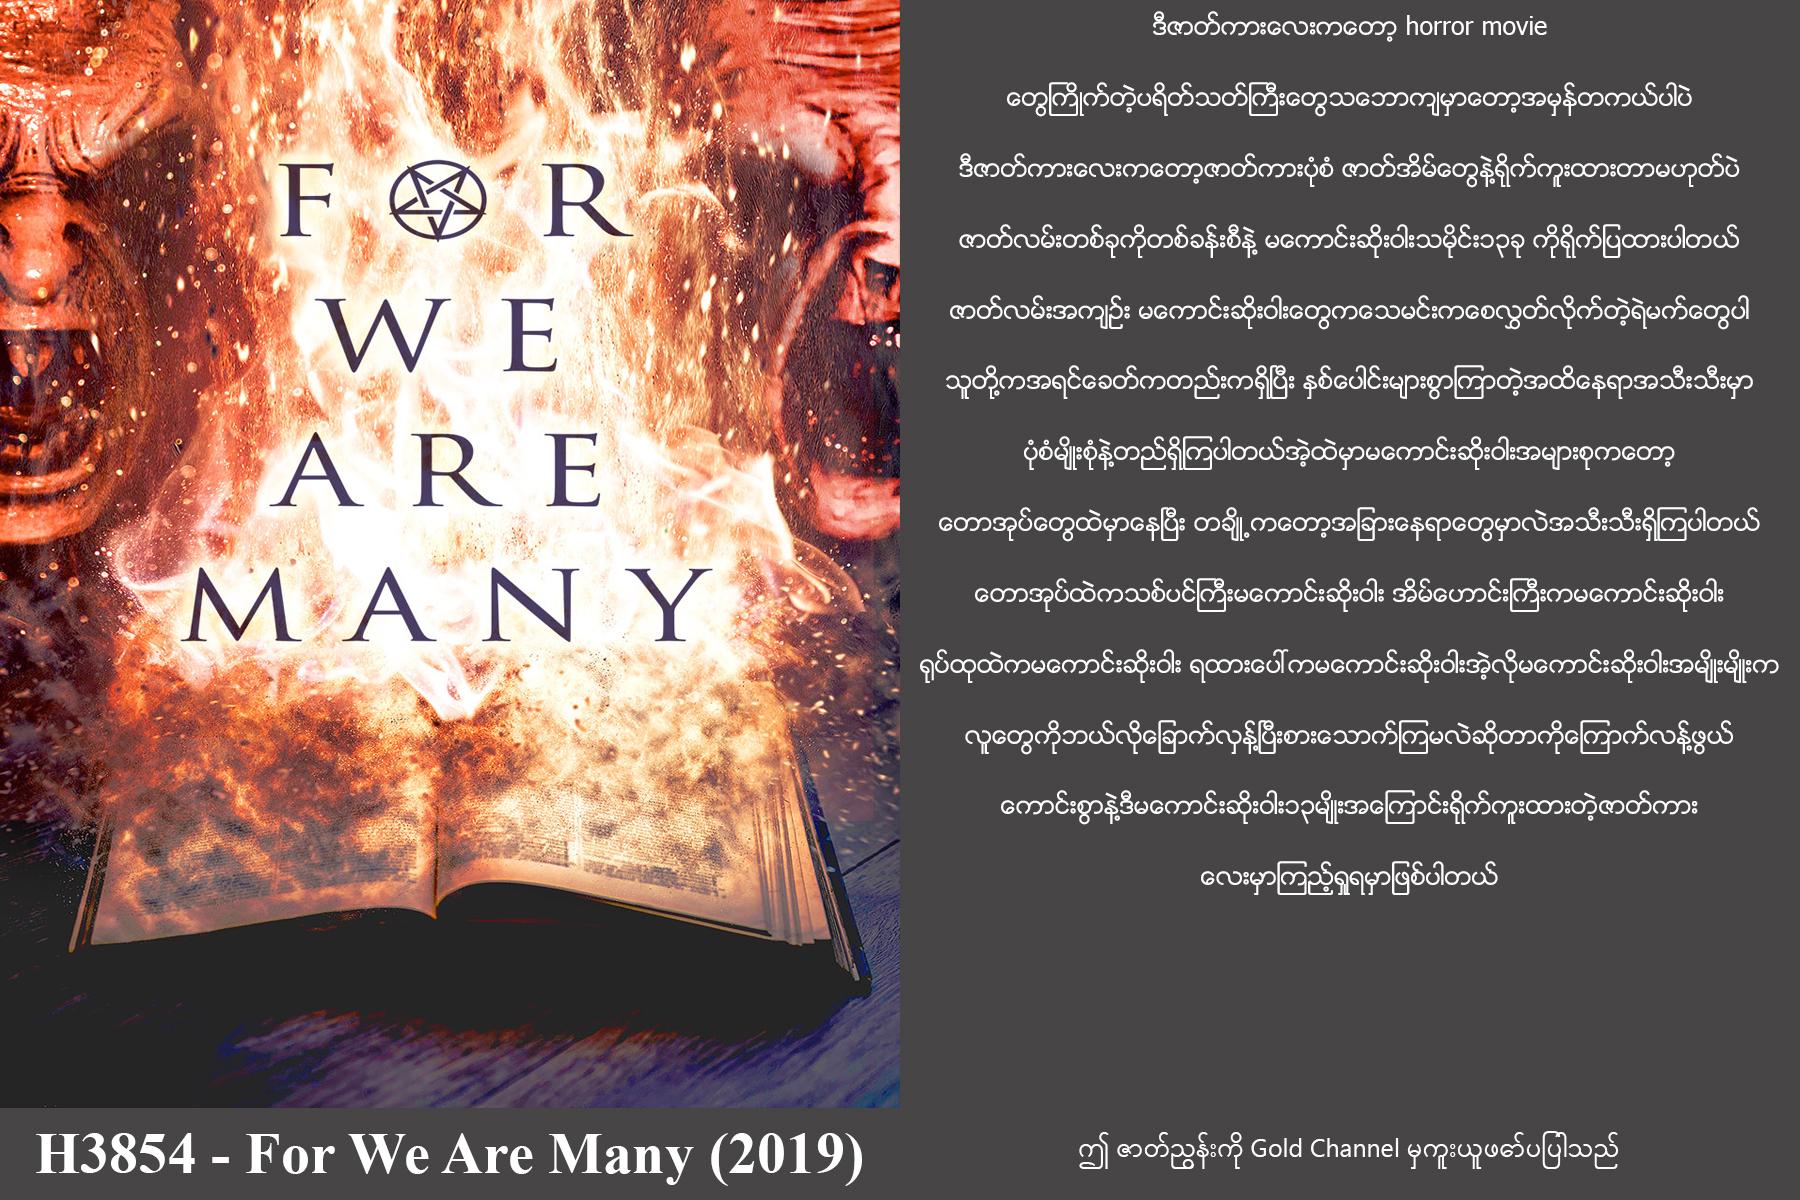 F O R
WE
ARE
MANY
H3854 - For We Are Many (2019)
ဒီဇာတ်ကားလေးကတော့ horror movie
တွေကြိုက်တဲ့ပရိတ်သတ်ကြီးတွေသဘောကျမှာတော့အမှန်တကယ်ပါပဲ
ဒီဇာတ်ကားလေးကတော့ဇာတ်ကားပုံစံ ဇာတ်အိမ်တွေနဲ့ရိုက်ကူးထားတာမဟုတ်ပဲ
ဇာတ်လမ်းတစ်ခုကိုတစ်ခန်းစီနဲ့ မကောင်းဆိုးဝါးသမိုင်း၁၃ခု ကိုရိုက်ပြထားပါတယ်
ဇာတ်လမ်းအကျဉ်း မကောင်းဆိုးဝါးတွေကသေမင်းကစေလွှတ်လိုက်တဲ့ရဲမက်တွေပါ
သူတို့ကအရင်ခေတ်ကတည်းကရှိပြီး နှစ်ပေါင်းများစွာကြာတဲ့အထိနေရာအသီးသီးမှာ
ပုံစံမျိုးစုံနဲ့တည်ရှိကြပါတယ်အဲ့ထဲမှာမကောင်းဆိုးဝါးအများစုကတော့
တောအုပ်တွေထဲမှာနေပြီး တချို့ကတော့အခြားနေရာတွေမှာလဲအသီးသီးရှိကြပါတယ်
တောအုပ်ထဲကသစ်ပင်ကြီးမကောင်းဆိုးဝါး အိမ်ဟောင်းကြီးကမကောင်းဆိုးဝါး
ရုပ်ထုထဲကမကောင်းဆိုးဝါး ရထားပေါ်ကမကောင်းဆိုးဝါးအဲ့လိုမကောင်းဆိုးဝါးအမျိုးမျိုးက
လူတွေကိုဘယ်လိုခြောက်လှန့်ပြီးစားသောက်ကြမလဲဆိုတာကိုကြောက်လန့်ဖွယ်
ကောင်းစွာနဲ့ဒီမကောင်းဆိုးဝါး၁၃မျိုးအကြောင်းရိုက်ကူးထားတဲ့ဇာတ်ကား
လေးမှာကြည့်ရှုရမှာဖြစ်ပါတယ်
ဤ ဇာတ်ညွှန်းကို Gold Channel မှကူးယူဖော်ပပြါသည်